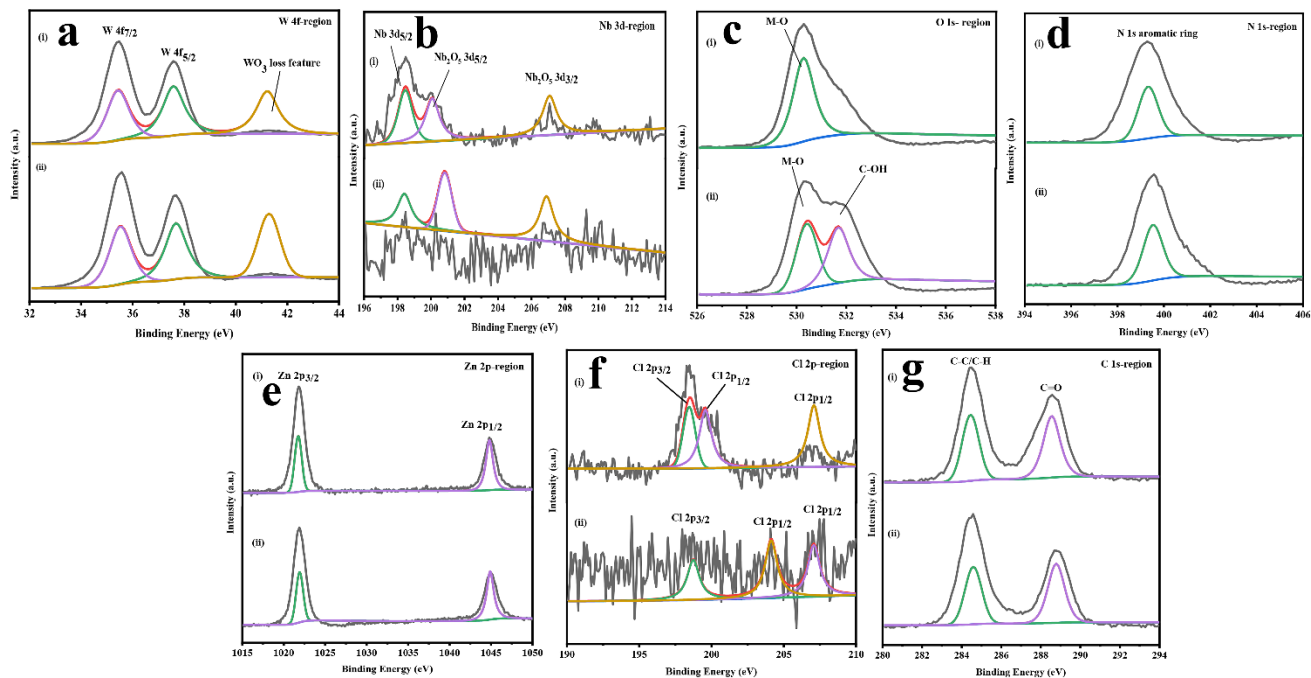 a
W 4f-region
(i)
W 4f7/2
W 4f5/2
WO3 loss feature
(ii)
Intensity (a.u.)
32 34 36 38 40 42 44
Binding Energy (eV)
b
Nb 3d-region
Nb 3d5/2
(i)
Nb2O5 3d5/2
Nb2O5 3d3/2
(ii)
Intensity (a.u.)
196 198 200 202 204 206 208 210 212 214
Binding Energy (eV)
c
O 1s- region
M-O
(i)
M-O
C-OH
(ii)
Intensity (a.u.)
526 528 530 532 534 536 538
Binding Energy (eV)
d
N 1s-region
N 1s aromatic ring
(i)
(ii)
Intensity (a.u.)
394 396 398 400 402 404 406
Binding Energy (eV)
e
Zn 2p-region
(i)
Zn 2p3/2
Zn 2p1/2
(ii)
Intensity (a.u.)
1015 1020 1025 1030 1035 1040 1045 1050
Binding Energy (eV)
f
Cl 2p-region
(i)
Cl 2p3/2
Cl 2p1/2
Cl 2p1/2
(ii)
Cl 2p3/2
Cl 2p1/2
Cl 2p1/2
Intensity (a.u.)
190 195 200 205 210
Binding Energy (eV)
g
C 1s-region
C-C/C-H
(i)
C=O
(ii)
Intensity (a.u.)
280 282 284 286 288 290 292 294
Binding Energy (eV)